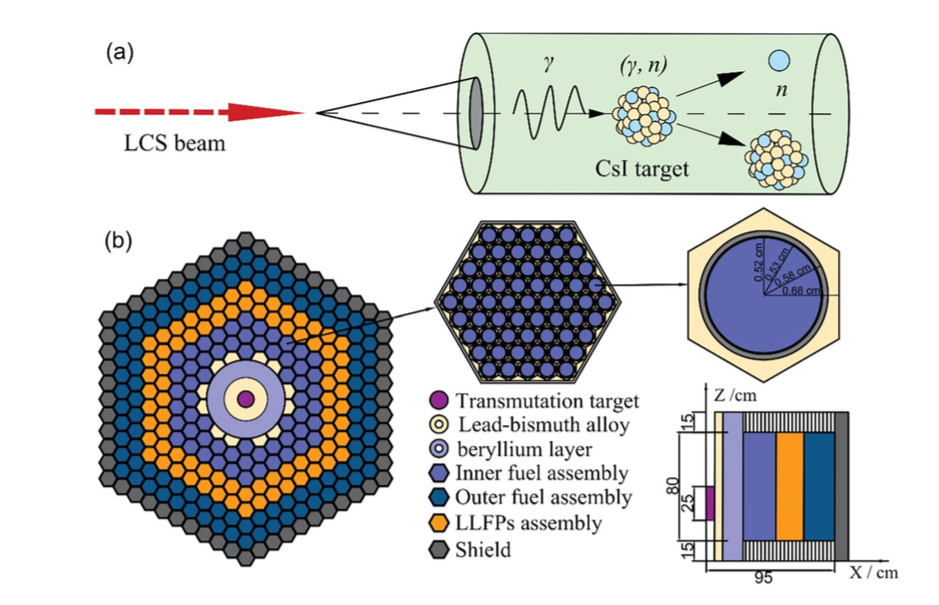 (a)
LCS beam
γ
(γ, n)
n
CsI target
(b)
0.52 cm
0.53 cm
0.58 cm
0.68 cm
Transmutation target
Lead-bismuth alloy
beryllium layer
Inner fuel assembly
Outer fuel assembly
LLFPs assembly
Shield
Z /cm
15
80
25
15
95
X / cm